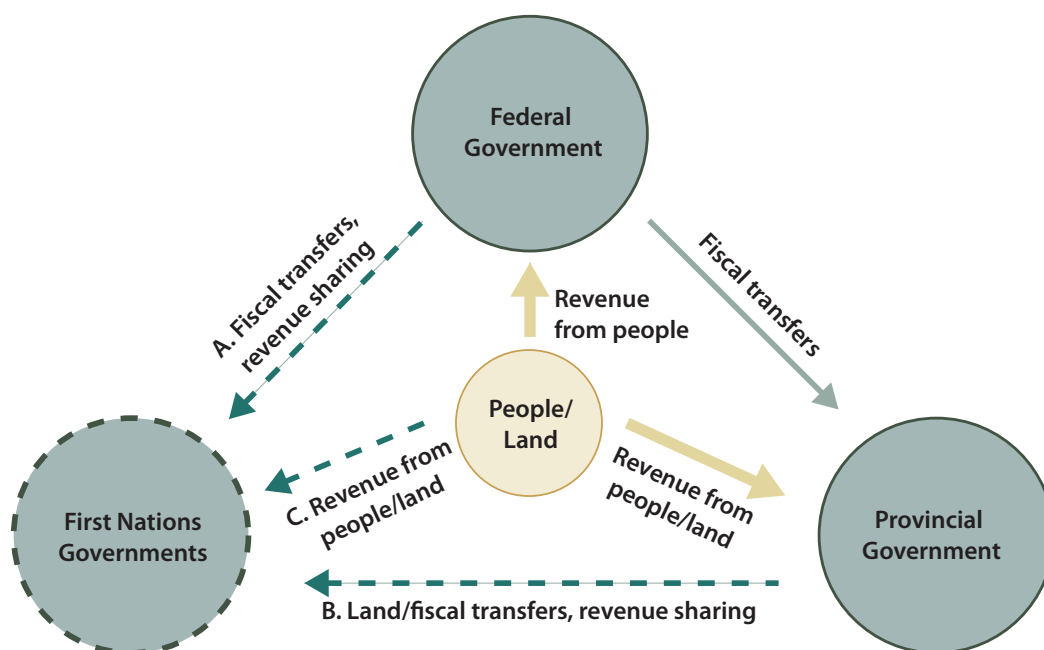 Federal
Government
A. Fiscal transfers,
revenue sharing
Fiscal transfers
Revenue
from people
People/
Land
C. Revenue from
people/land
Revenue from
people/land
First Nations
Governments
Provincial
Government
B. Land/fiscal transfers, revenue sharing